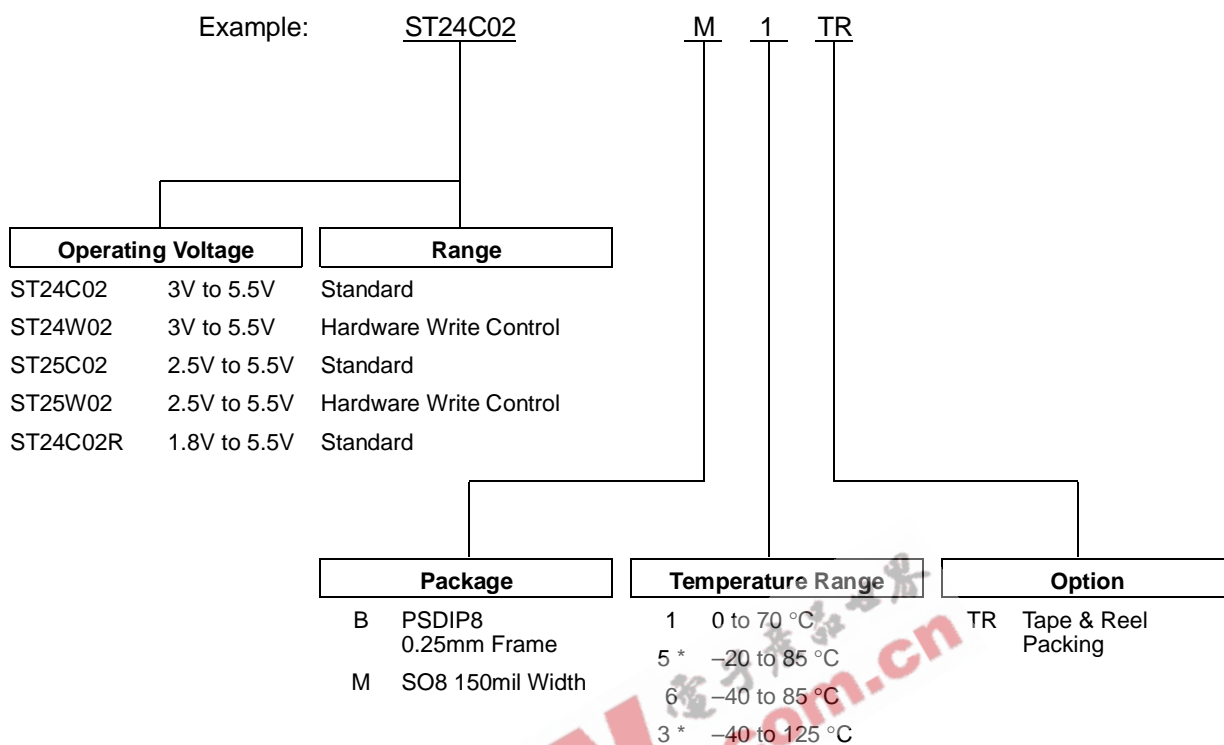 Example: ST24C02 M 1 TR
Operating Voltage Range
ST24C02 3V to 5.5V Standard
ST24W02 3V to 5.5V Hardware Write Control
ST25C02 2.5V to 5.5V Standard
ST25W02 2.5V to 5.5V Hardware Write Control
ST24C02R 1.8V to 5.5V Standard
Package Temperature Range Option
B PSDIP8 1 0 to 70 °C TR Tape & Reel
0.25mm Frame Packing
5 * –20 to 85 °C
M SO8 150mil Width 6 –40 to 85 °C
3 * –40 to 125 °C
com.cn